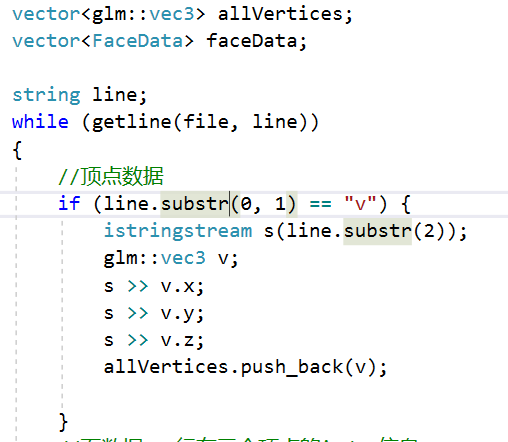 vector<glm::vec3> allVertices;
vector<FaceData> faceData;
string line;
while (getline(file, line))
{
//顶点数据
if (line.substr(0, 1) == "v") {
istringstream s(line.substr(2));
glm::vec3 v;
s >> v.x;
s >> v.y;
s >> v.z;
allVertices.push_back(v);
}